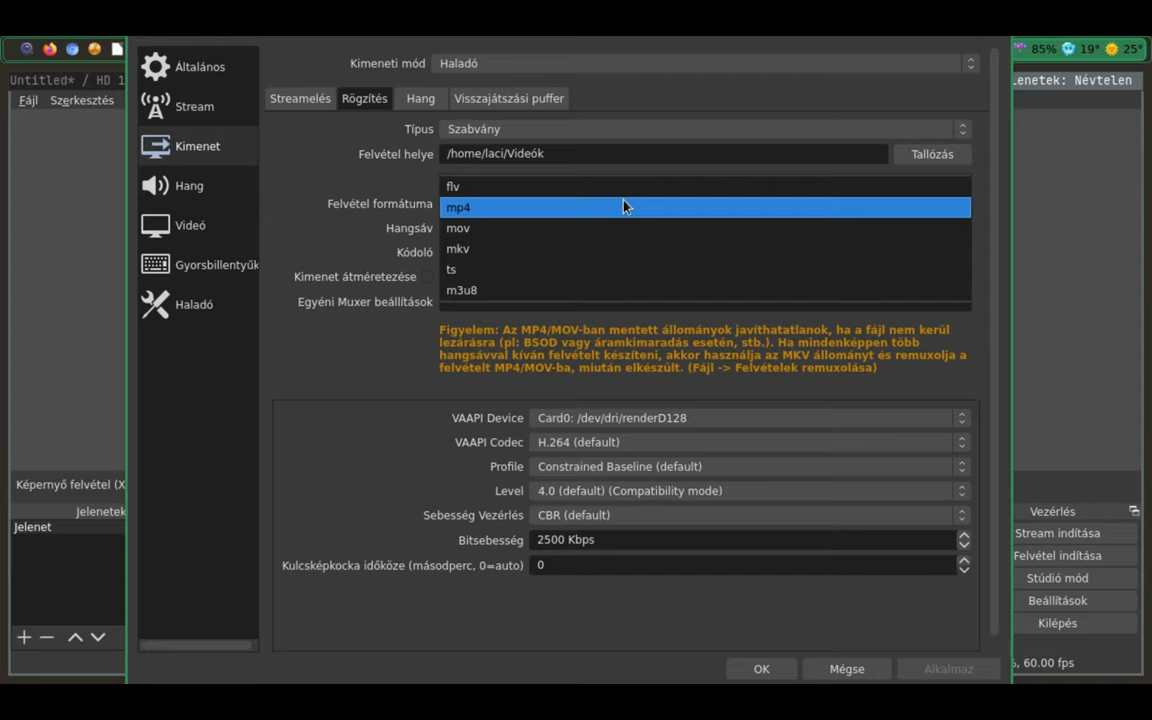 85% 19° 25°
Untitled* / HD 1
enetek: Névtelen
Fájl Szerkesztés
Általános
Stream
Kimenet
Hang
Videó
Gyorsbillentyűk
Haladó
Kimeneti mód Haladó
Streamelés Rögzítés Hang Visszajátszási puffer
Típus Szabvány
Felvétel helye /home/laci/Videók Tallózás
Felvétel formátuma
flv
mp4
mov
mkv
ts
m3u8
Hangsáv
Kódoló
Kimenet átméretezése
Egyéni Muxer beállítások
Figyelem: Az MP4/MOV-ban mentett állományok javíthatatlanok, ha a fájl nem kerül
lezárásra (pl: BSOD vagy áramkimaradás esetén, stb.). Ha mindenképpen több
hangsávval kíván felvételt készíteni, akkor használja az MKV állományt és remuxolja a
felvételt MP4/MOV-ba, miután elkészült. (Fájl -> Felvételek remuxolása)
VAAPI Device Card0: /dev/dri/renderD128
VAAPI Codec H.264 (default)
Profile Constrained Baseline (default)
Level 4.0 (default) (Compatibility mode)
Sebesség Vezérlés CBR (default)
Bitsebesség 2500 Kbps
Kulcsképkocka időköze (másodperc, 0=auto) 0
OK Mégse Alkalmaz
Képernyő felvétel (X
Jelenetek
Jelenet
Vezérlés
Stream indítása
Felvétel indítása
Stúdió mód
Beállítások
Kilépés
%, 60.00 fps